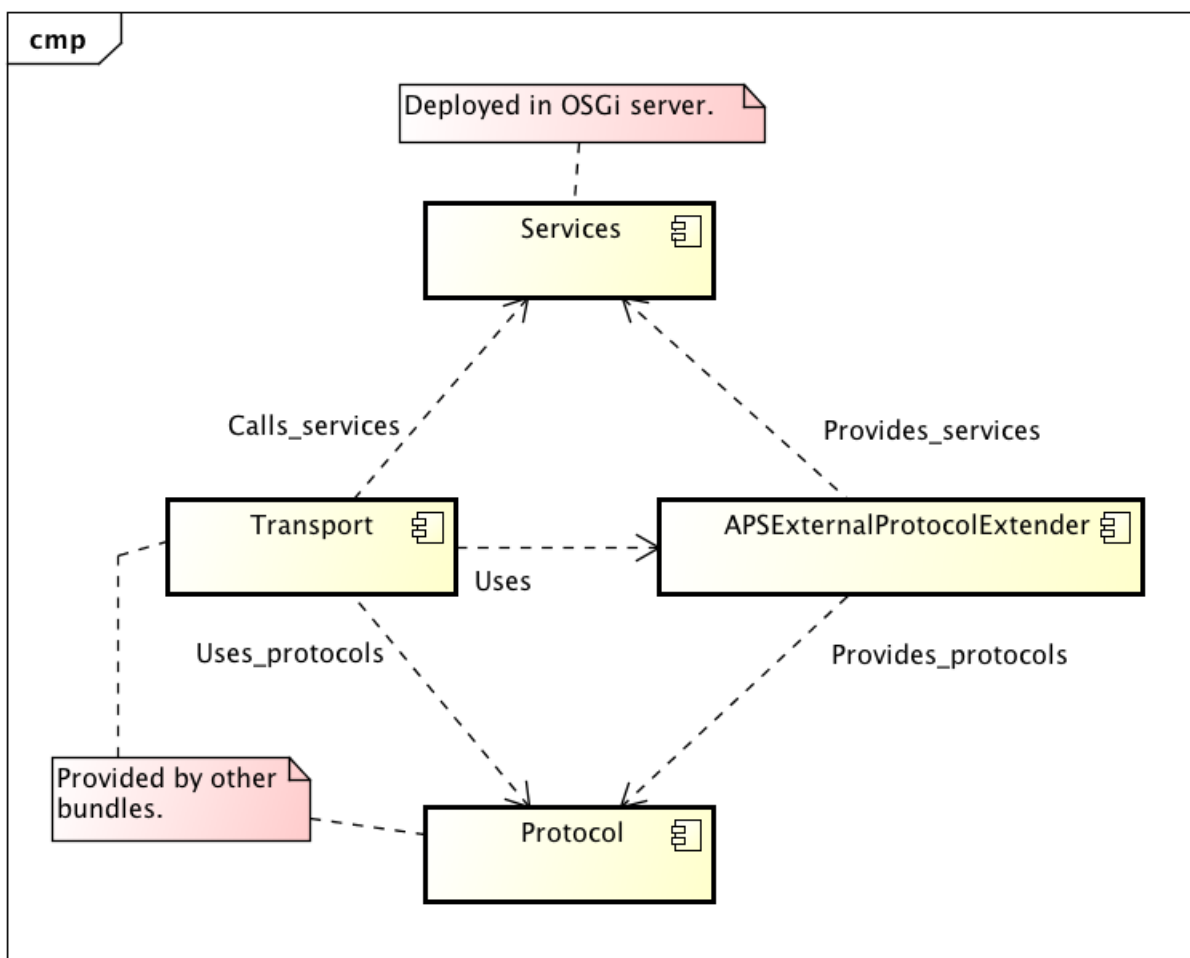 cmp
Deployed in OSGi server.
Services
Calls_services
Provides_services
Transport
APSExternalProtocolExtender
Uses
Uses_protocols
Provides_protocols
Provided by other
bundles.
Protocol